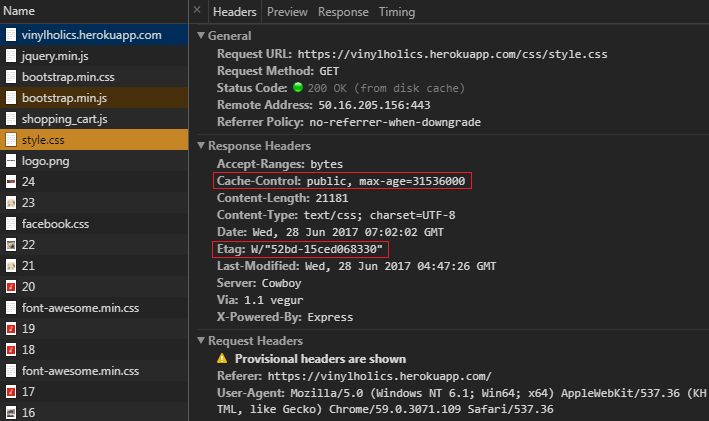 Name
vinylholics.herokuapp.com
jquery.min.js
bootstrap.min.css
bootstrap.min.js
shopping_cart.js
style.css
logo.png
24
23
facebook.css
22
21
20
font-awesome.min.css
19
18
font-awesome.min.css
17
16
× Headers Preview Response Timing
▼ General
Request URL: https://vinylholics.herokuapp.com/css/style.css
Request Method: GET
Status Code: 200 OK (from disk cache)
Remote Address: 50.16.205.156:443
Referrer Policy: no-referrer-when-downgrade
▼ Response Headers
Accept-Ranges: bytes
Cache-Control: public, max-age=31536000
Content-Length: 21181
Content-Type: text/css; charset=UTF-8
Date: Wed, 28 Jun 2017 07:02:02 GMT
Etag: W/"52bd-15ced068330"
Last-Modified: Wed, 28 Jun 2017 04:47:26 GMT
Server: Cowboy
Via: 1.1 vegur
X-Powered-By: Express
▼ Request Headers
Provisional headers are shown
Referer: https://vinylholics.herokuapp.com/
User-Agent: Mozilla/5.0 (Windows NT 6.1; Win64; x64) AppleWebKit/537.36 (KH
TML, like Gecko) Chrome/59.0.3071.109 Safari/537.36